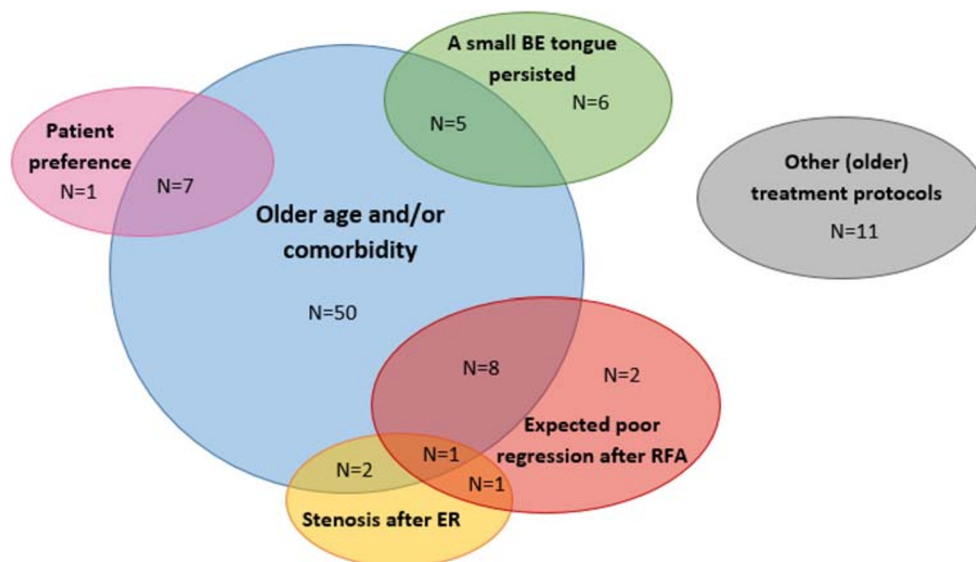 A small BE tongue
persisted
N=6
N=5
Patient
preference
N=1
N=7
Other (older)
treatment protocols
N=11
Older age and/or
comorbidity
N=50
N=8
N=2
Expected poor
regression after RFA
N=1
N=2
N=1
Stenosis after ER